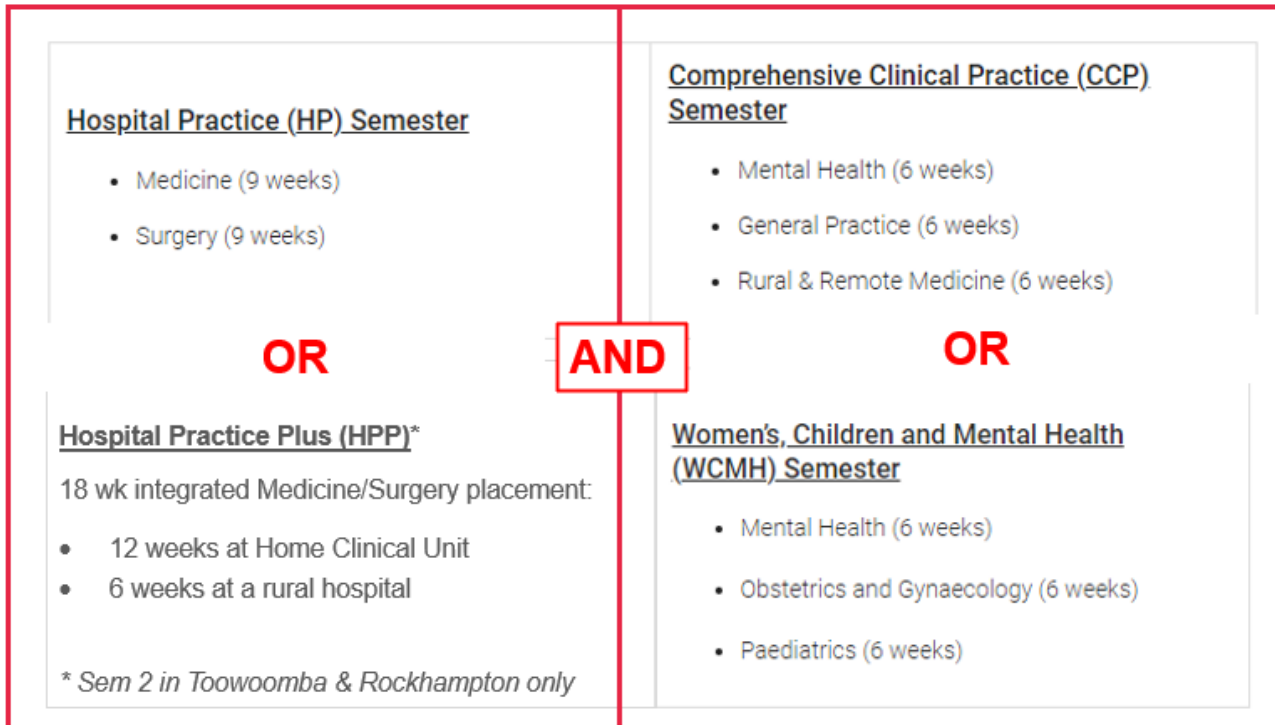 Hospital Practice (HP) Semester
• Medicine (9 weeks)
• Surgery (9 weeks)
OR
Hospital Practice Plus (HPP)*
18 wk integrated Medicine/Surgery placement:
• 12 weeks at Home Clinical Unit
• 6 weeks at a rural hospital
* Sem 2 in Toowoomba & Rockhampton only
AND
Comprehensive Clinical Practice (CCP)
Semester
• Mental Health (6 weeks)
• General Practice (6 weeks)
• Rural & Remote Medicine (6 weeks)
OR
Women's, Children and Mental Health
(WCMH) Semester
• Mental Health (6 weeks)
• Obstetrics and Gynaecology (6 weeks)
• Paediatrics (6 weeks)